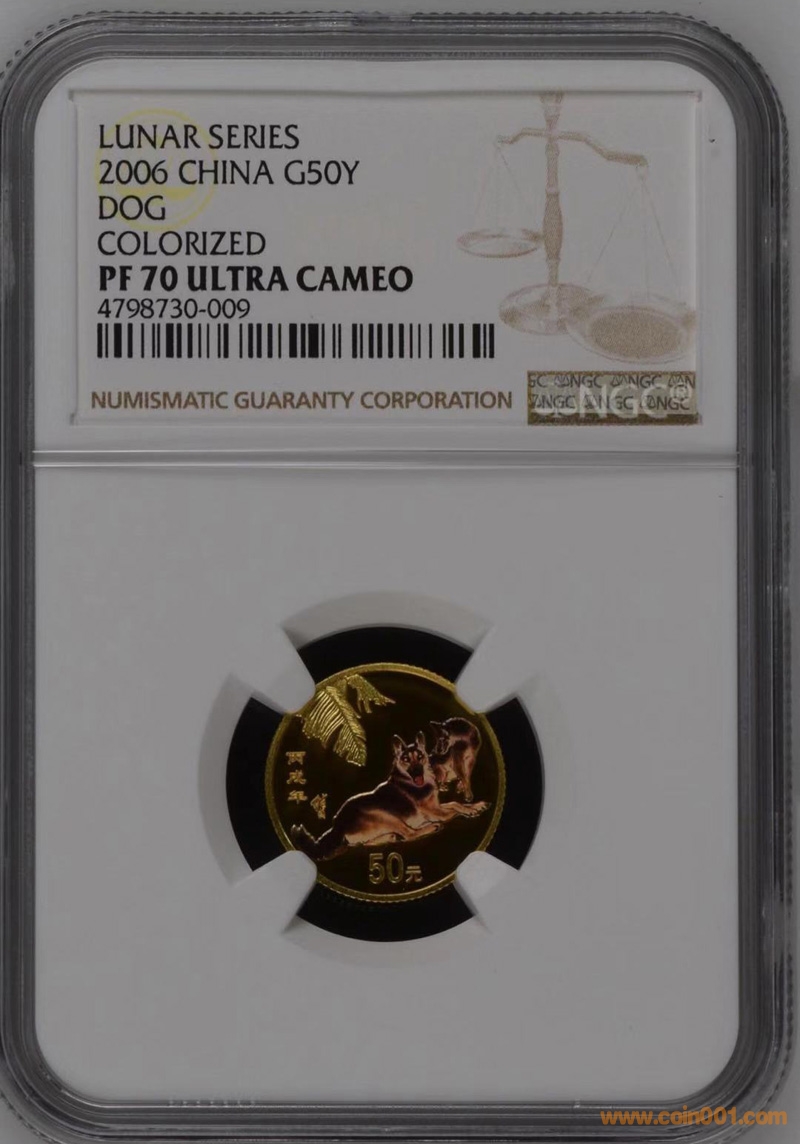 LUNAR SERIES
2006 CHINA G50Y
DOG
COLORIZED
PF 70 ULTRA CAMEO
4798730-009
NUMISMATIC GUARANTY CORPORATION
NGC
丙戌年
50元
www.coin001.com